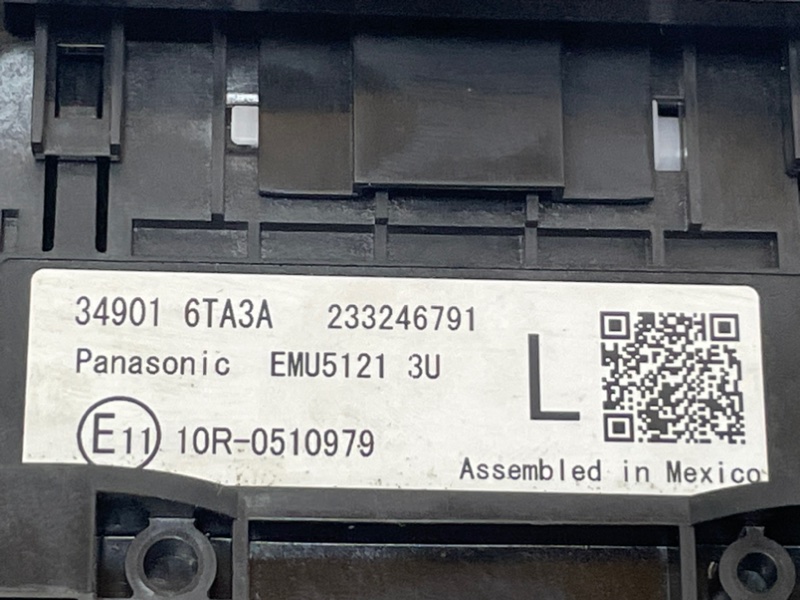 34901 6TA3A 233246791
Panasonic EMU5121 3U
L
E11 10R-0510979
Assembled in Mexico